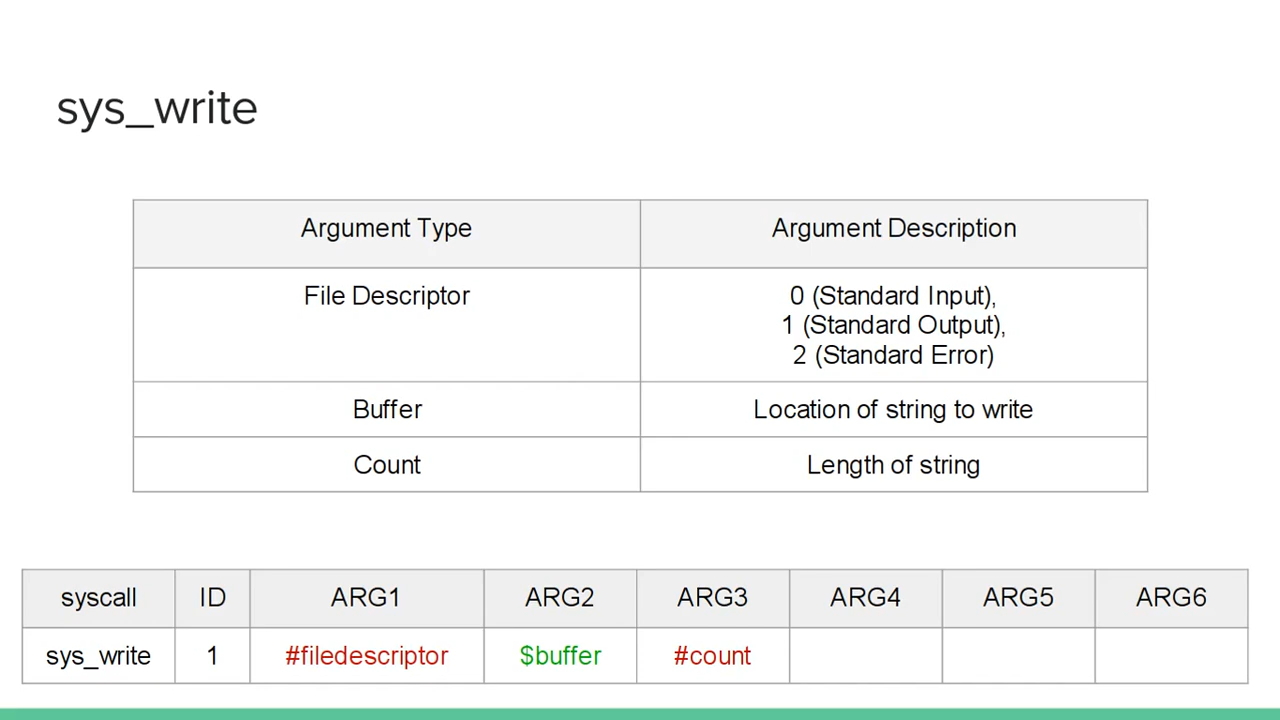 sys_write
Argument Type Argument Description
File Descriptor 0 (Standard Input),
1 (Standard Output),
2 (Standard Error)
Buffer Location of string to write
Count Length of string
syscall ID ARG1 ARG2 ARG3 ARG4 ARG5 ARG6
sys_write 1 #filedescriptor $buffer #count